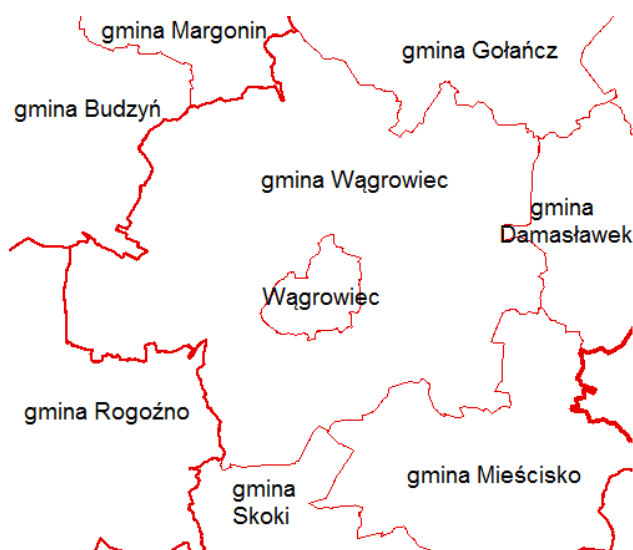 gmina Margonin
gmina Gołańcz
gmina Budzyń
gmina Wągrowiec
gmina
Damasławek
Wągrowiec
gmina Rogoźno
gmina Mieścisko
gmina
Skoki